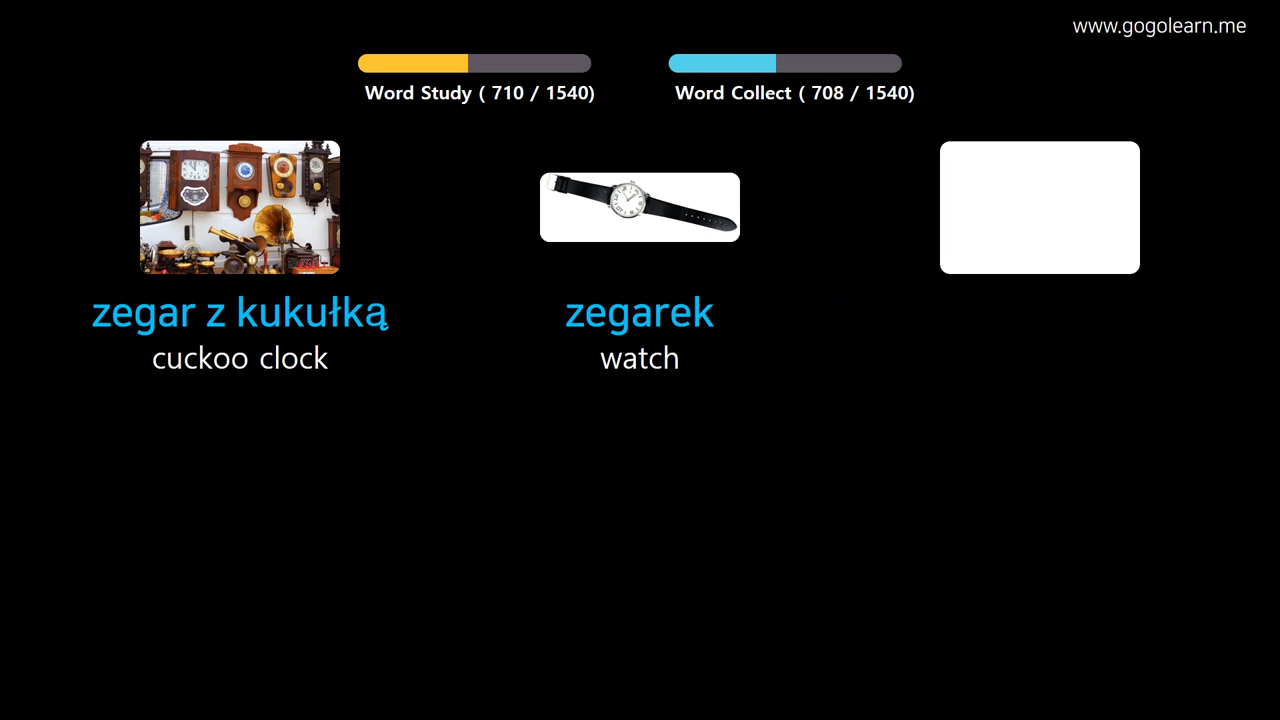 www.gogolearn.me
Word Study ( 710 / 1540)
Word Collect ( 708 / 1540)
zegar z kukułką
cuckoo clock
zegarek
watch